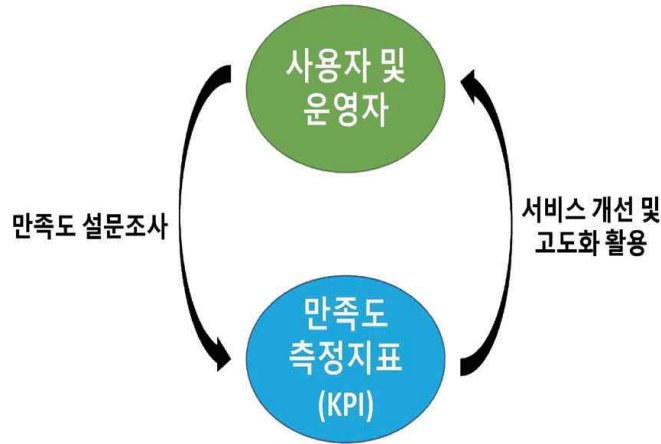 사용자 및
운영자
만족도 설문조사
서비스 개선 및
고도화 활용
만족도
측정지표
(KPI)